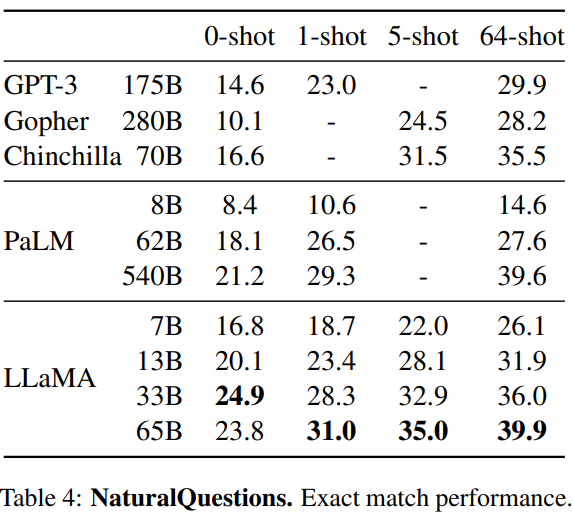 0-shot 1-shot 5-shot 64-shot
GPT-3 175B 14.6 23.0 - 29.9
Gopher 280B 10.1 - 24.5 28.2
Chinchilla 70B 16.6 - 31.5 35.5
8B 8.4 10.6 - 14.6
PaLM 62B 18.1 26.5 - 27.6
540B 21.2 29.3 - 39.6
7B 16.8 18.7 22.0 26.1
LLaMA
13B 20.1 23.4 28.1 31.9
33B 24.9 28.3 32.9 36.0
65B 23.8 31.0 35.0 39.9
Table 4: NaturalQuestions. Exact match performance.